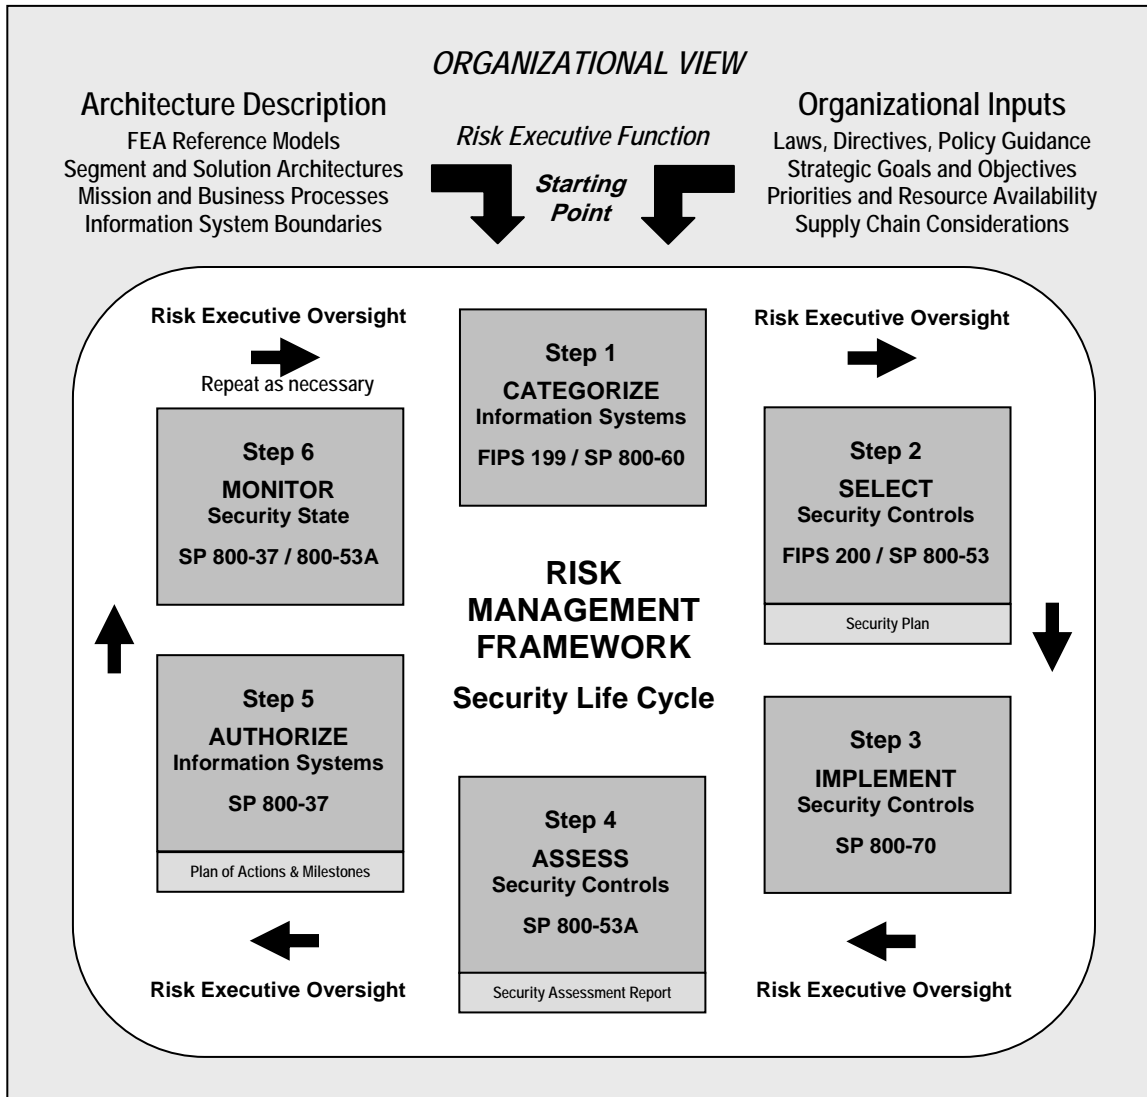 ORGANIZATIONAL VIEW
Architecture Description
FEA Reference Models
Segment and Solution Architectures
Mission and Business Processes
Information System Boundaries
Risk Executive Function
Starting
Point
Organizational Inputs
Laws, Directives, Policy Guidance
Strategic Goals and Objectives
Priorities and Resource Availability
Supply Chain Considerations
Risk Executive Oversight
Repeat as necessary
Step 1
CATEGORIZE
Information Systems
FIPS 199 / SP 800-60
Risk Executive Oversight
Step 6
MONITOR
Security State
SP 800-37 / 800-53A
Step 2
SELECT
Security Controls
FIPS 200 / SP 800-53
Security Plan
RISK
MANAGEMENT
FRAMEWORK
Security Life Cycle
Step 5
AUTHORIZE
Information Systems
SP 800-37
Plan of Actions & Milestones
Step 4
ASSESS
Security Controls
SP 800-53A
Security Assessment Report
Step 3
IMPLEMENT
Security Controls
SP 800-70
Risk Executive Oversight
Risk Executive Oversight